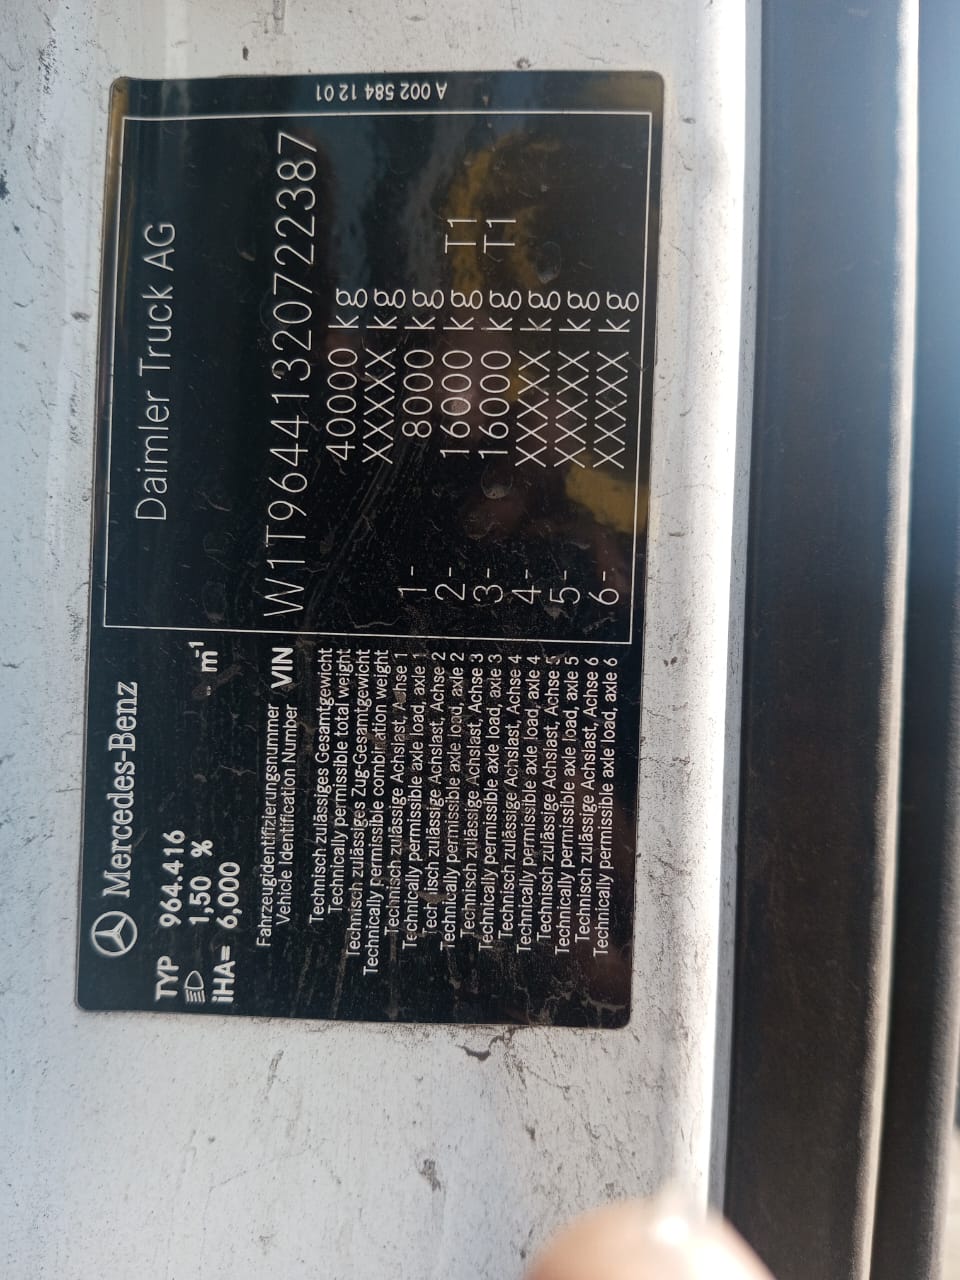 Mercedes-Benz
Daimler Truck AG
TYP 964.416
1,50 %
iHA= 6,000 m-1
Fahrzeugidentifizierungsnummer
Vehicle Identification Number VIN W1T96441320722387
Technisch zulässiges Gesamtgewicht
Technically permissible total weight 40000 kg
Technisch zulässiges Zug-Gesamtgewicht
Technically permissible combination weight XXXXX kg
Technisch zulässige Achslast, Achse 1
Technically permissible axle load, axle 1 1- 8000 kg
Technisch zulässige Achslast, Achse 2
Technically permissible axle load, axle 2 2- 16000 kg T1
Technisch zulässige Achslast, Achse 3
Technically permissible axle load, axle 3 3- 16000 kg T1
Technisch zulässige Achslast, Achse 4
Technically permissible axle load, axle 4 4- XXXXX kg
Technisch zulässige Achslast, Achse 5
Technically permissible axle load, axle 5 5- XXXXX kg
Technisch zulässige Achslast, Achse 6
Technically permissible axle load, axle 6 6- XXXXX kg
A 002 584 12 01